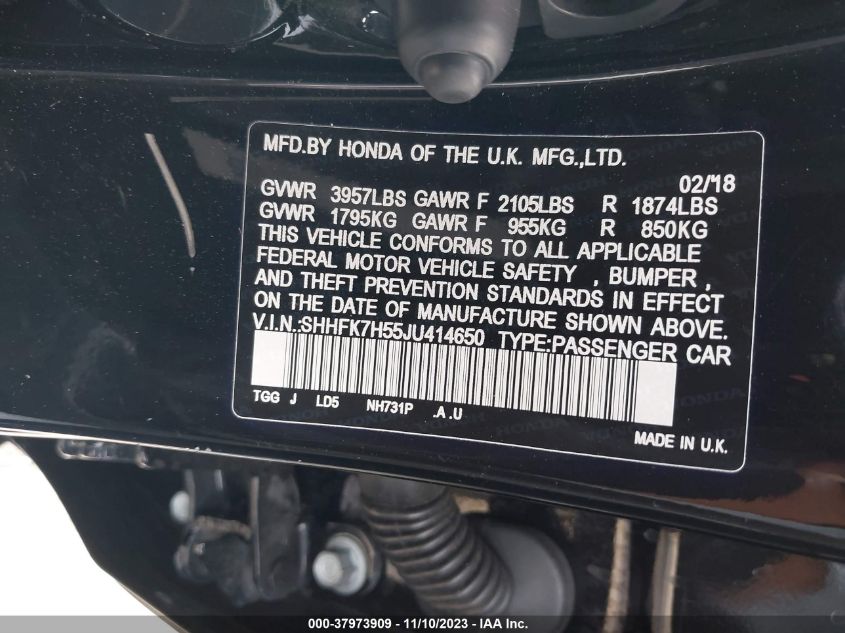 MFD.BY HONDA OF THE U.K. MFG.,LTD.
02/18
GVWR 3957LBS GAWR F 2105LBS R 1874LBS
GVWR 1795KG GAWR F 955KG R 850KG
THIS VEHICLE CONFORMS TO ALL APPLICABLE
FEDERAL MOTOR VEHICLE SAFETY , BUMPER ,
AND THEFT PREVENTION STANDARDS IN EFFECT
ON THE DATE OF MANUFACTURE SHOWN ABOVE.
V.I.N:SHHFK7H55JU414650 TYPE:PASSENGER CAR
TGG J LD5 NH731P .A .U
MADE IN U.K.
000-37973909 - 11/10/2023 - IAA Inc.